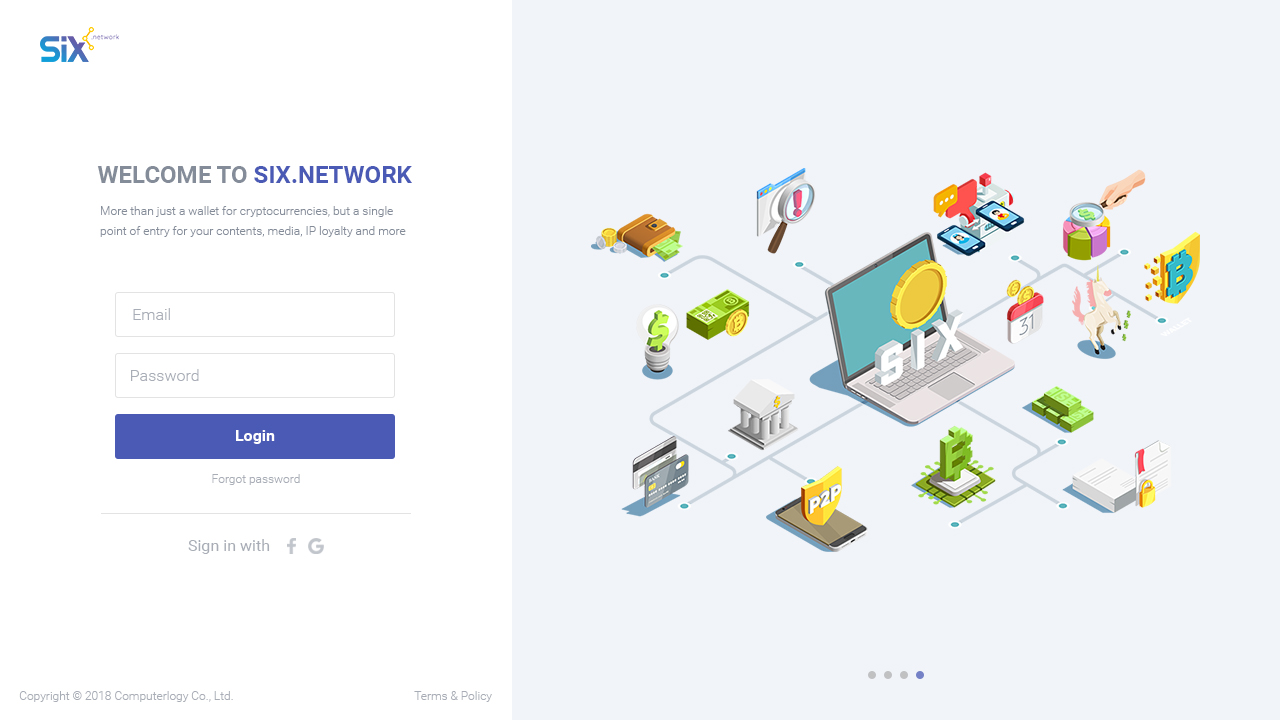 SiX.network
WELCOME TO SIX.NETWORK
More than just a wallet for cryptocurrencies, but a single
point of entry for your contents, media, IP loyalty and more
Email
Password
Login
Forgot password
Sign in with
Copyright © 2018 Computerlogy Co., Ltd.
Terms & Policy
SIX
31
WALLET
BANK
P2P